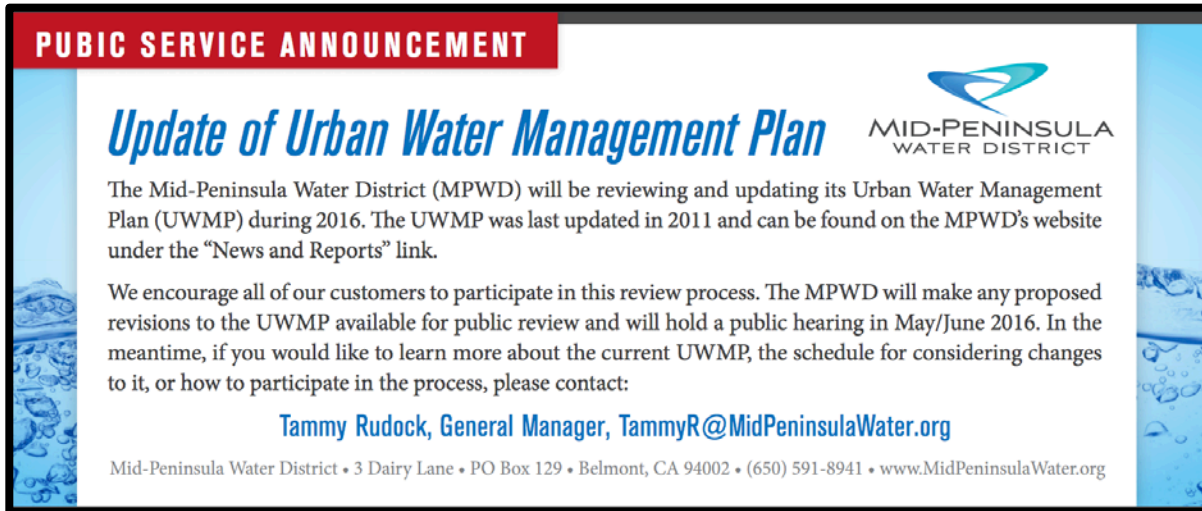 PUBIC SERVICE ANNOUNCEMENT
Update of Urban Water Management Plan
MID-PENINSULA
WATER DISTRICT
The Mid-Peninsula Water District (MPWD) will be reviewing and updating its Urban Water Management
Plan (UWMP) during 2016. The UWMP was last updated in 2011 and can be found on the MPWD’s website
under the “News and Reports” link.
We encourage all of our customers to participate in this review process. The MPWD will make any proposed
revisions to the UWMP available for public review and will hold a public hearing in May/June 2016. In the
meantime, if you would like to learn more about the current UWMP, the schedule for considering changes
to it, or how to participate in the process, please contact:
Tammy Rudock, General Manager, TammyR@MidPeninsulaWater.org
Mid-Peninsula Water District • 3 Dairy Lane • PO Box 129 • Belmont, CA 94002 • (650) 591-8941 • www.MidPeninsulaWater.org